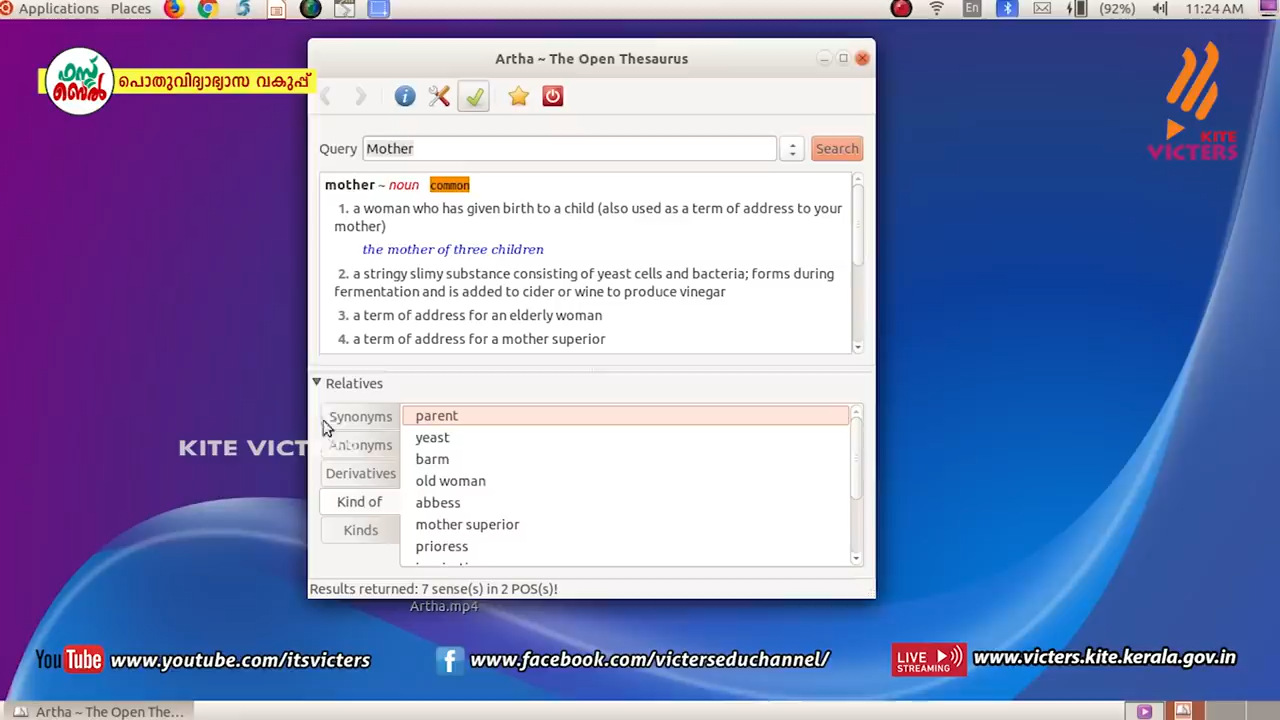 Applications Places En (92%) 11:24 AM
ഫസ്റ്റ് ബെൽ
പൊതുവിദ്യാഭ്യാസ വകുപ്പ്
Artha ~ The Open Thesaurus
KITE
VICTERS
Query Mother Search
mother ~ noun common
1. a woman who has given birth to a child (also used as a term of address to your
mother)
the mother of three children
2. a stringy slimy substance consisting of yeast cells and bacteria; forms during
fermentation and is added to cider or wine to produce vinegar
3. a term of address for an elderly woman
4. a term of address for a mother superior
Relatives
Synonyms
Antonyms
Derivatives
Kind of
Kinds
parent
yeast
barm
old woman
abbess
mother superior
prioress
KITE VICT
Results returned: 7 sense(s) in 2 POS(s)!
Artha.mp4
YouTube www.youtube.com/itsvicters
f www.facebook.com/victerseduchannel/
LIVE STREAMING www.victers.kite.kerala.gov.in
Artha ~ The Open The...